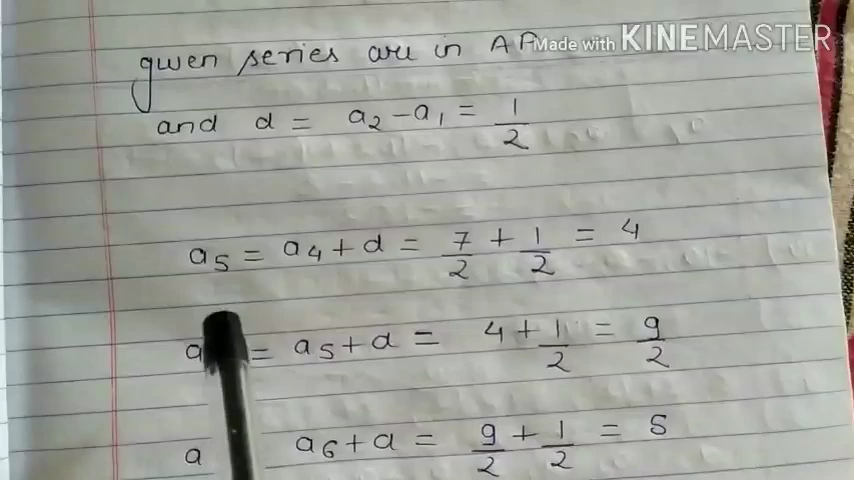 given series are in AP
Made with KINEMASTER
and d = a₂ - a₁ = 1/2
a₅ = a₄ + d = 7/2 + 1/2 = 4
a = a₅ + d = 4 + 1/2 = 9/2
a a₆ + d = 9/2 + 1/2 = 5